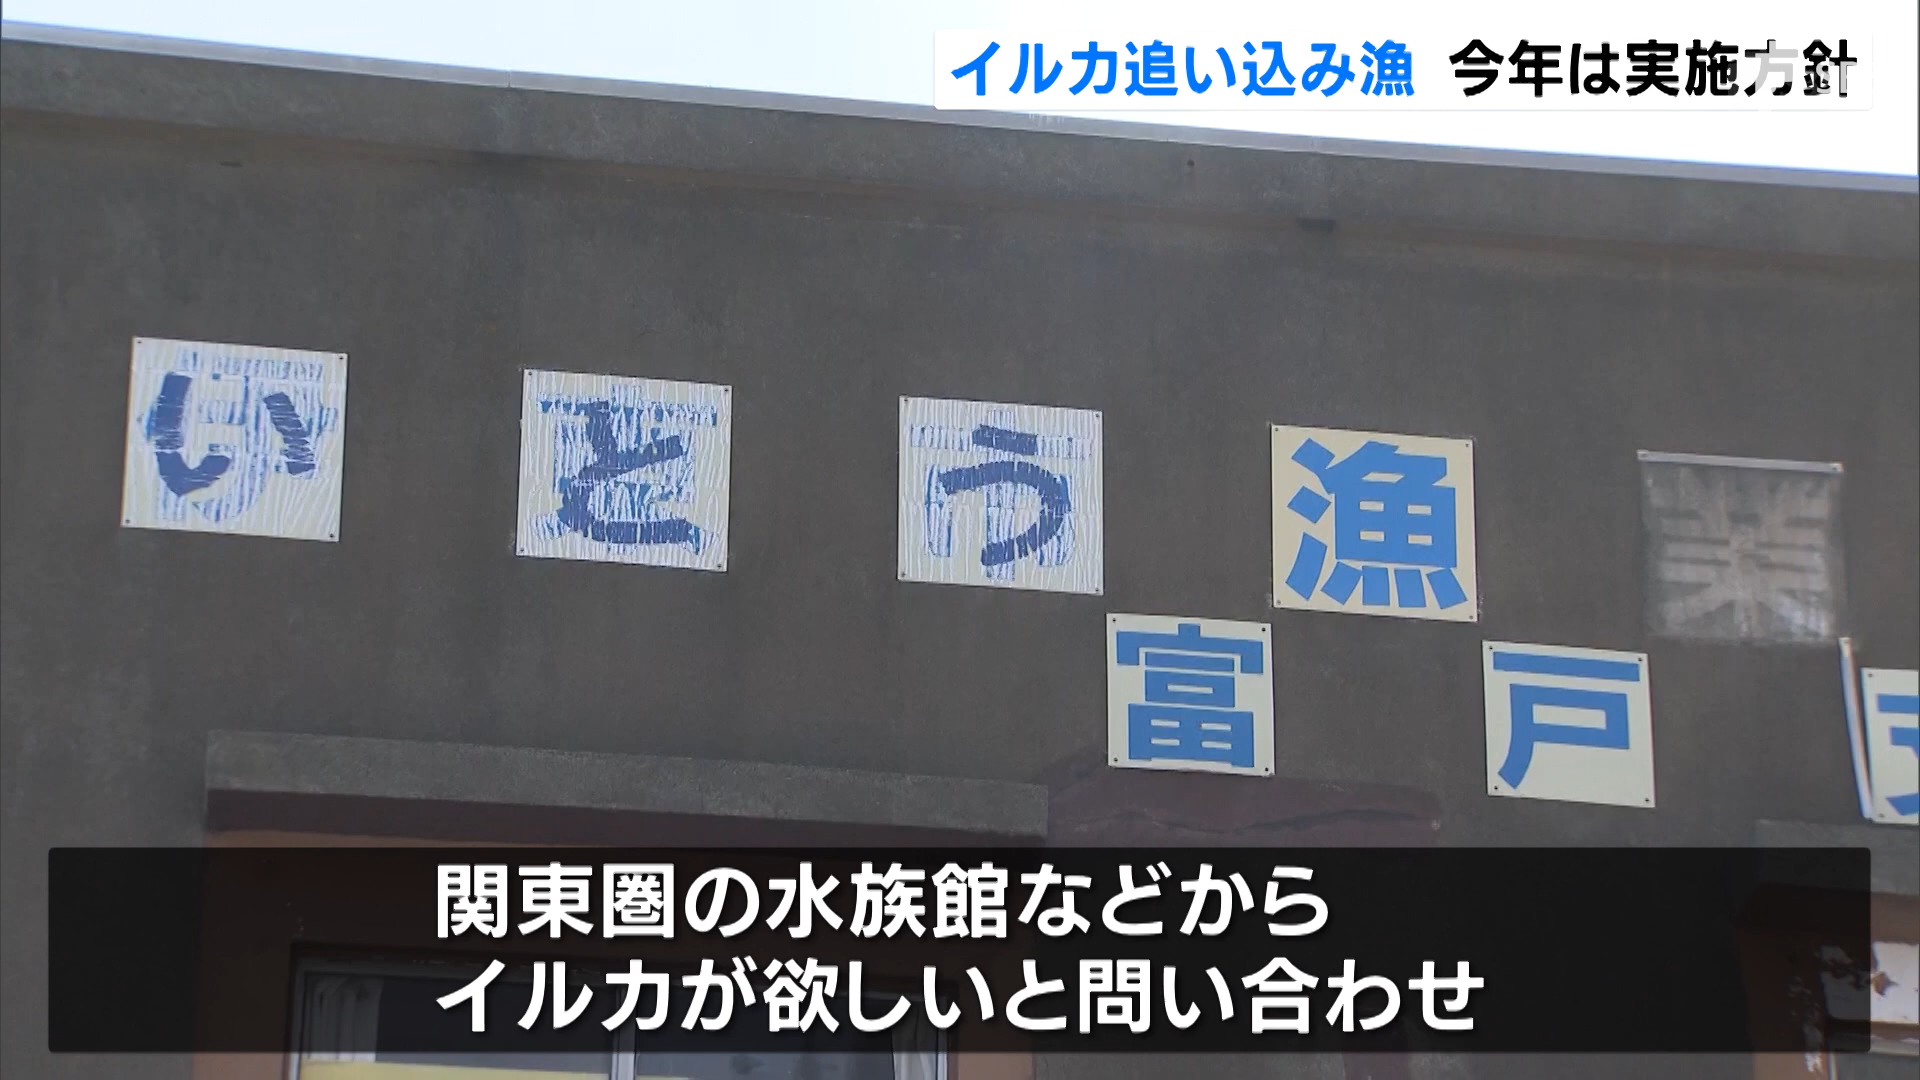 イルカ追い込み漁 今年は実施方針
いとう漁業
富戸支
関東圏の水族館などから
イルカが欲しいと問い合わせ